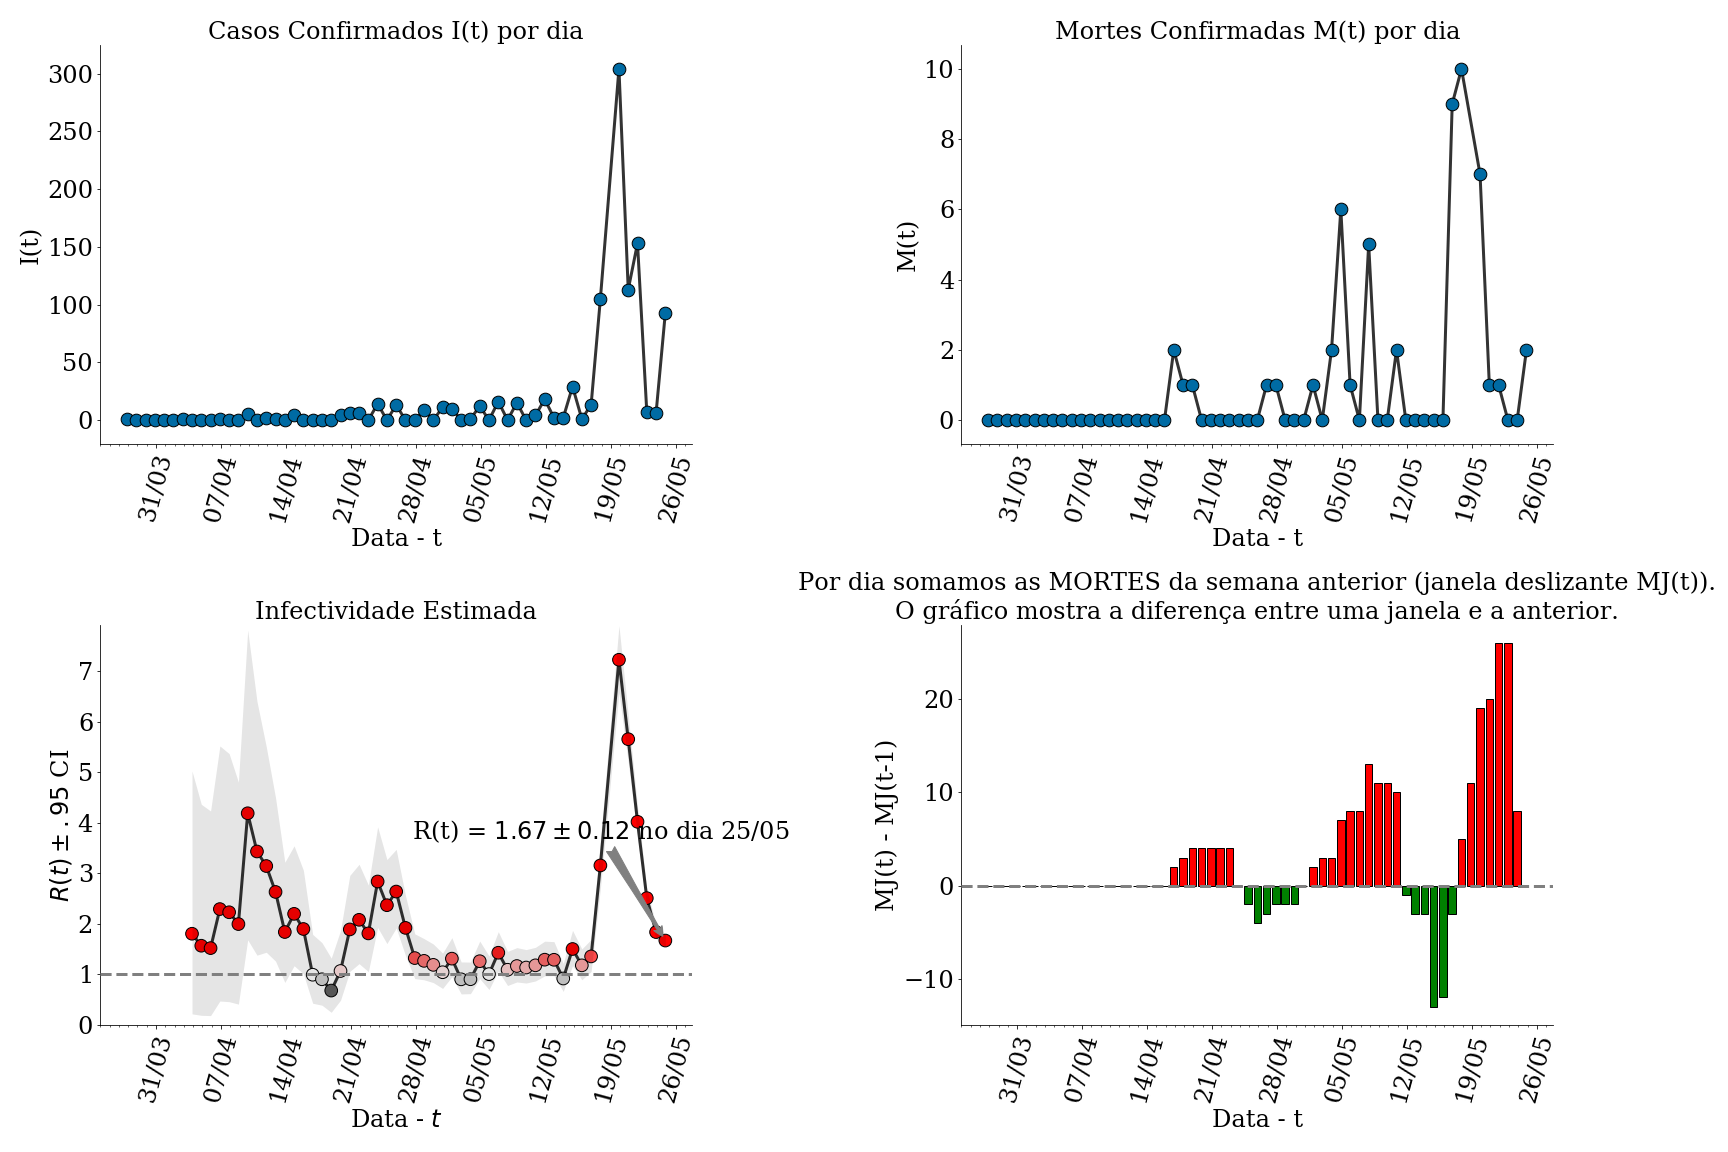 Casos Confirmados I(t) por dia
I(t)
300
250
200
150
100
50
0
31/03 07/04 14/04 21/04 28/04 05/05 12/05 19/05 26/05
Data - t
Mortes Confirmadas M(t) por dia
M(t)
10
8
6
4
2
0
31/03 07/04 14/04 21/04 28/04 05/05 12/05 19/05 26/05
Data - t
Infectividade Estimada
R(t) ± .95 CI
7
6
5
4
3
2
1
0
R(t) = 1.67 ± 0.12 no dia 25/05
31/03 07/04 14/04 21/04 28/04 05/05 12/05 19/05 26/05
Data - t
Por dia somamos as MORTES da semana anterior (janela deslizante MJ(t)).
O gráfico mostra a diferença entre uma janela e a anterior.
MJ(t) - MJ(t-1)
20
10
0
−10
31/03 07/04 14/04 21/04 28/04 05/05 12/05 19/05 26/05
Data - t